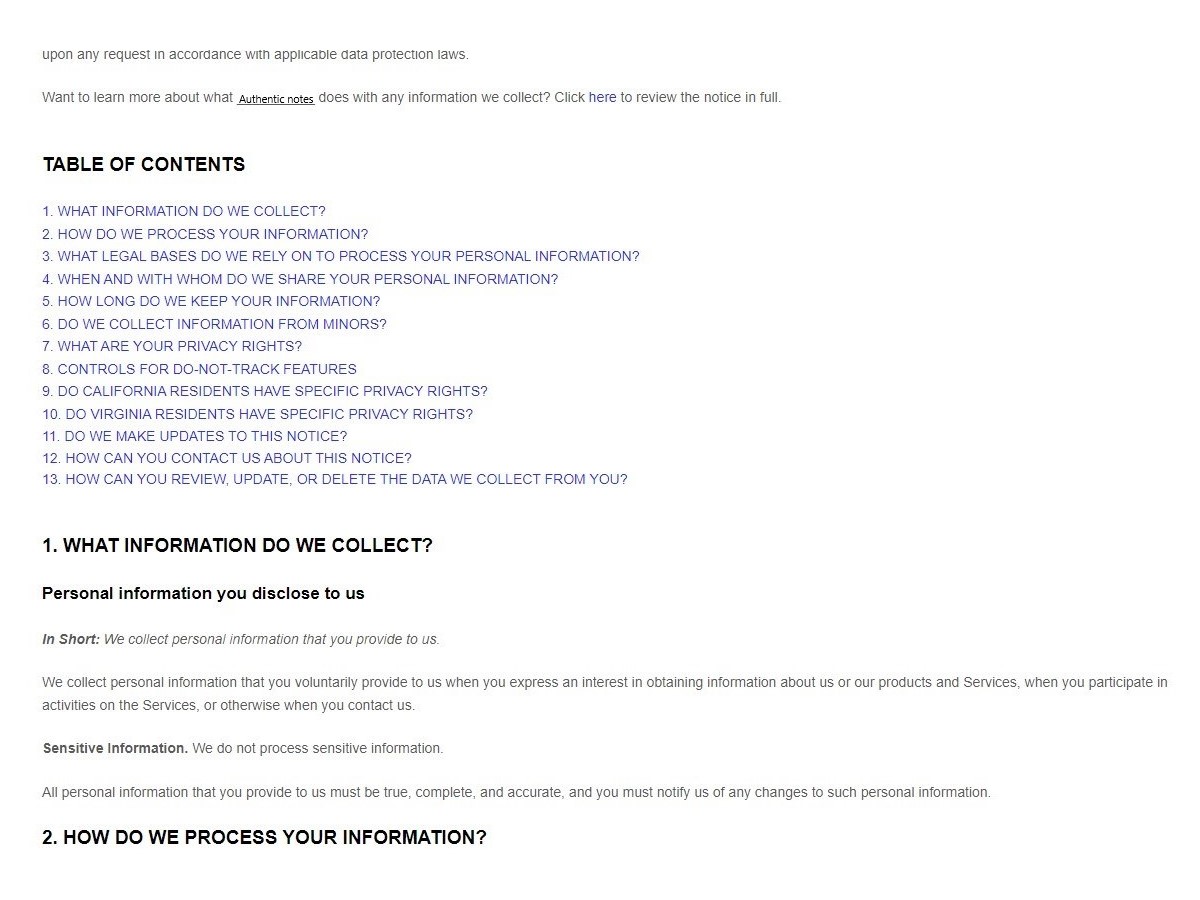 upon any request in accordance with applicable data protection laws.
Want to learn more about what Authentic notes does with any information we collect? Click here to review the notice in full.
TABLE OF CONTENTS
1. WHAT INFORMATION DO WE COLLECT?
2. HOW DO WE PROCESS YOUR INFORMATION?
3. WHAT LEGAL BASES DO WE RELY ON TO PROCESS YOUR PERSONAL INFORMATION?
4. WHEN AND WITH WHOM DO WE SHARE YOUR PERSONAL INFORMATION?
5. HOW LONG DO WE KEEP YOUR INFORMATION?
6. DO WE COLLECT INFORMATION FROM MINORS?
7. WHAT ARE YOUR PRIVACY RIGHTS?
8. CONTROLS FOR DO-NOT-TRACK FEATURES
9. DO CALIFORNIA RESIDENTS HAVE SPECIFIC PRIVACY RIGHTS?
10. DO VIRGINIA RESIDENTS HAVE SPECIFIC PRIVACY RIGHTS?
11. DO WE MAKE UPDATES TO THIS NOTICE?
12. HOW CAN YOU CONTACT US ABOUT THIS NOTICE?
13. HOW CAN YOU REVIEW, UPDATE, OR DELETE THE DATA WE COLLECT FROM YOU?
1. WHAT INFORMATION DO WE COLLECT?
Personal information you disclose to us
In Short: We collect personal information that you provide to us.
We collect personal information that you voluntarily provide to us when you express an interest in obtaining information about us or our products and Services, when you participate in
activities on the Services, or otherwise when you contact us.
Sensitive Information. We do not process sensitive information.
All personal information that you provide to us must be true, complete, and accurate, and you must notify us of any changes to such personal information.
2. HOW DO WE PROCESS YOUR INFORMATION?